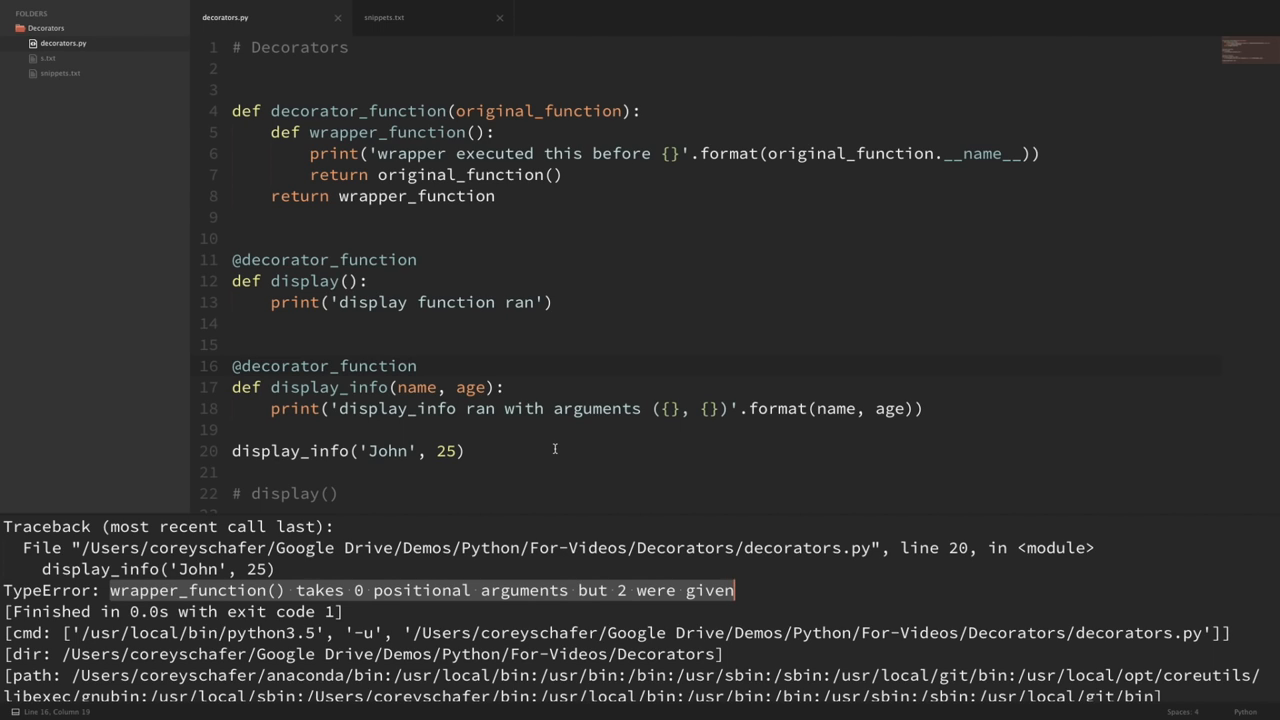 FOLDERS
Decorators
decorators.py
s.txt
snippets.txt
decorators.py
snippets.txt
1 # Decorators
2
3
4 def decorator_function(original_function):
5     def wrapper_function():
6         print('wrapper executed this before {}'.format(original_function.__name__))
7         return original_function()
8     return wrapper_function
9
10
11 @decorator_function
12 def display():
13     print('display function ran')
14
15
16 @decorator_function
17 def display_info(name, age):
18     print('display_info ran with arguments ({}, {})'.format(name, age))
19
20 display_info('John', 25)
21
22 # display()
Traceback (most recent call last):
  File "/Users/coreyschafer/Google Drive/Demos/Python/For-Videos/Decorators/decorators.py", line 20, in <module>
    display_info('John', 25)
TypeError: wrapper_function() takes 0 positional arguments but 2 were given
[Finished in 0.0s with exit code 1]
[cmd: ['/usr/local/bin/python3.5', '-u', '/Users/coreyschafer/Google Drive/Demos/Python/For-Videos/Decorators/decorators.py']]
[dir: /Users/coreyschafer/Google Drive/Demos/Python/For-Videos/Decorators]
[path: /Users/coreyschafer/anaconda/bin:/usr/local/bin:/usr/bin:/bin:/usr/sbin:/sbin:/usr/local/git/bin:/usr/local/opt/coreutils/
libexec/gnubin:/usr/local/sbin:/Users/coreyschafer/bin:/usr/local/bin:/usr/bin:/bin:/usr/sbin:/sbin:/usr/local/git/bin]
Line 16, Column 19
Spaces: 4
Python